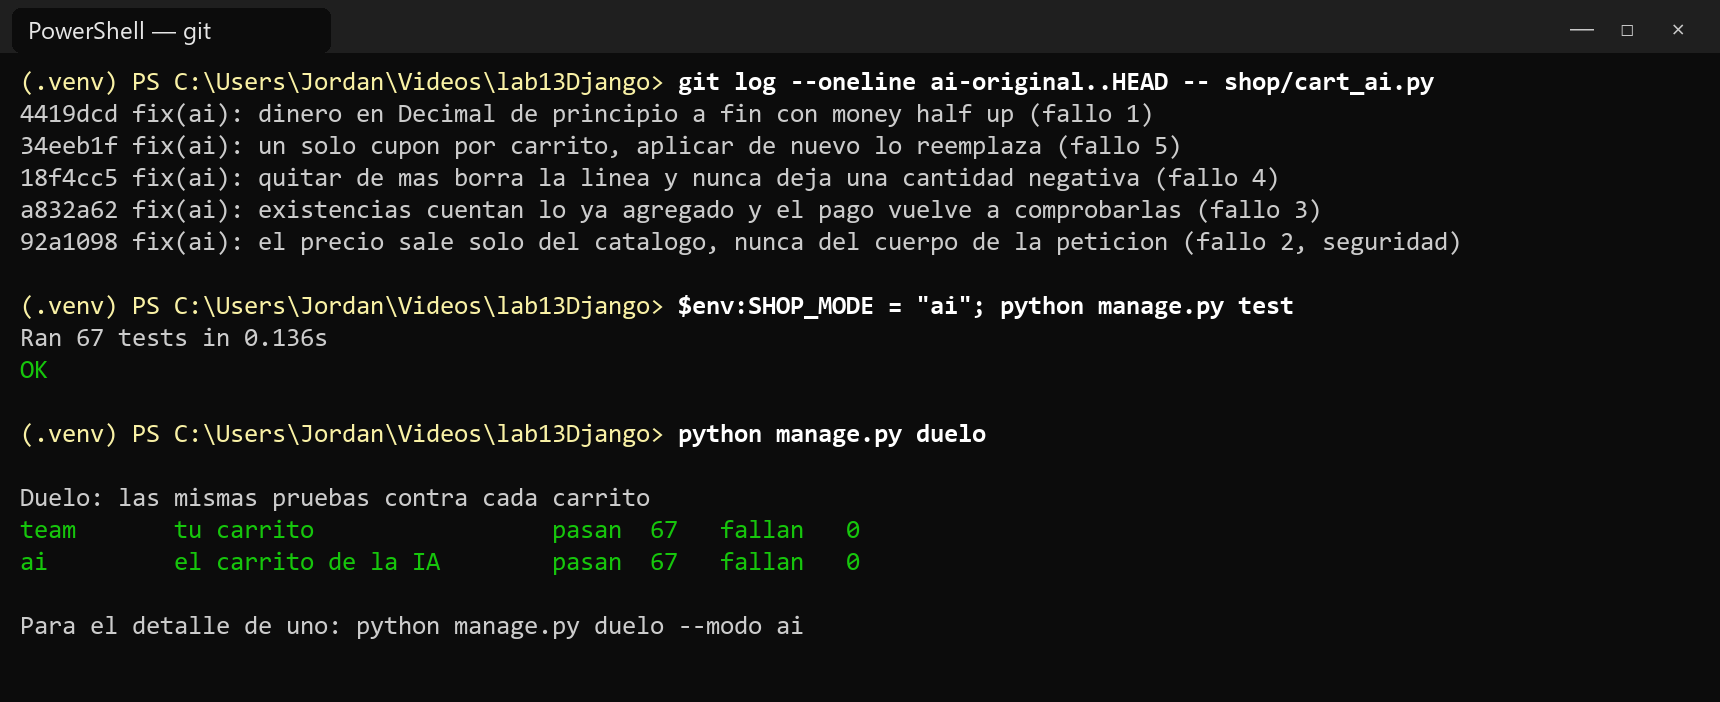 PowerShell — git
(.venv) PS C:\Users\Jordan\Videos\lab13Django> git log --oneline ai-original..HEAD -- shop/cart_ai.py
4419dcd fix(ai): dinero en Decimal de principio a fin con money half up (fallo 1)
34eeb1f fix(ai): un solo cupon por carrito, aplicar de nuevo lo reemplaza (fallo 5)
18f4cc5 fix(ai): quitar de mas borra la linea y nunca deja una cantidad negativa (fallo 4)
a832a62 fix(ai): existencias cuentan lo ya agregado y el pago vuelve a comprobarlas (fallo 3)
92a1098 fix(ai): el precio sale solo del catalogo, nunca del cuerpo de la peticion (fallo 2, seguridad)
(.venv) PS C:\Users\Jordan\Videos\lab13Django> $env:SHOP_MODE = "ai"; python manage.py test
Ran 67 tests in 0.136s
OK
(.venv) PS C:\Users\Jordan\Videos\lab13Django> python manage.py duelo
Duelo: las mismas pruebas contra cada carrito
team       tu carrito                 pasan  67   fallan   0
ai         el carrito de la IA        pasan  67   fallan   0
Para el detalle de uno: python manage.py duelo --modo ai